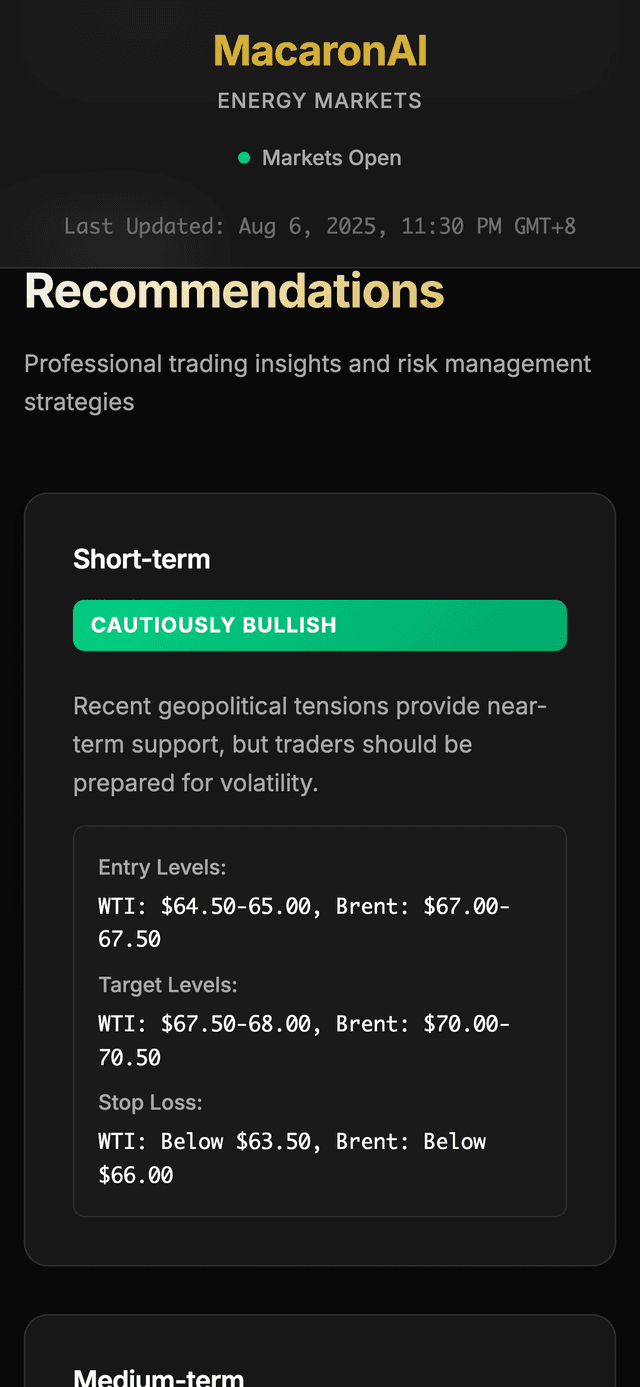 MacaronAI
ENERGY MARKETS
Markets Open
Last Updated: Aug 6, 2025, 11:30 PM GMT+8
Recommendations
Professional trading insights and risk management
strategies
Short-term
CAUTIOUSLY BULLISH
Recent geopolitical tensions provide near-
term support, but traders should be
prepared for volatility.
Entry Levels:
WTI: $64.50-65.00, Brent: $67.00-
67.50
Target Levels:
WTI: $67.50-68.00, Brent: $70.00-
70.50
Stop Loss:
WTI: Below $63.50, Brent: Below
$66.00
Medium-term